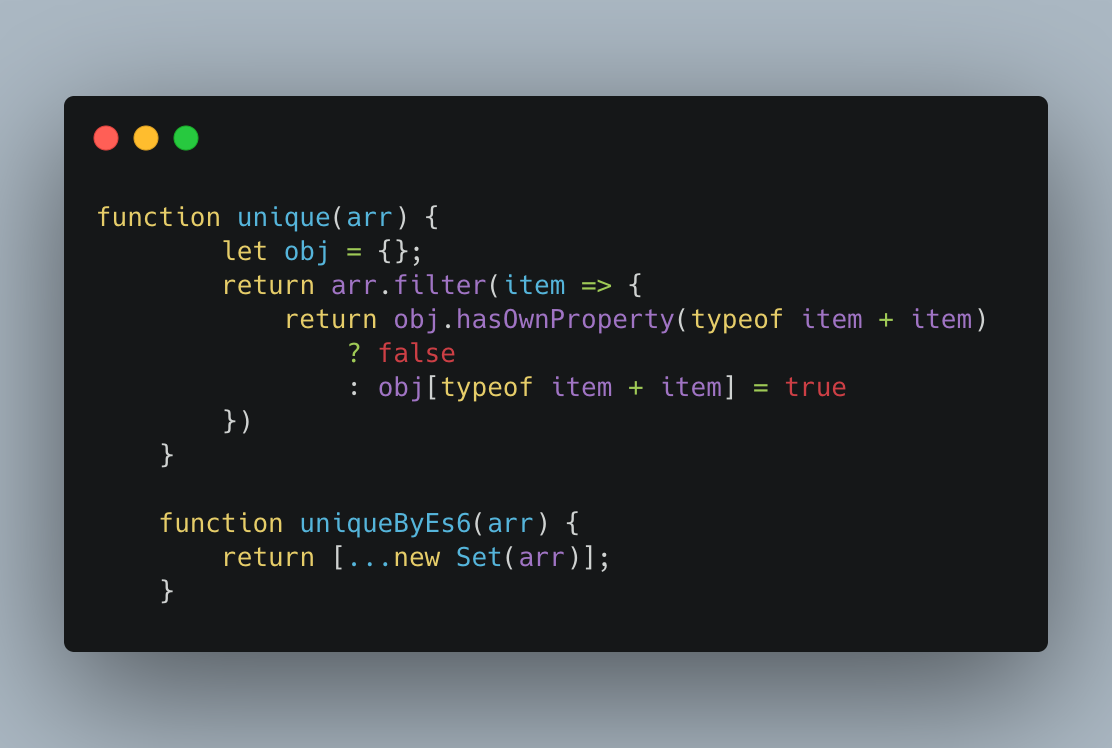 function unique(arr) {
        let obj = {};
        return arr.filter(item => {
            return obj.hasOwnProperty(typeof item + item)
                ? false
                : obj[typeof item + item] = true
        })
    }

    function uniqueByEs6(arr) {
        return [...new Set(arr)];
    }